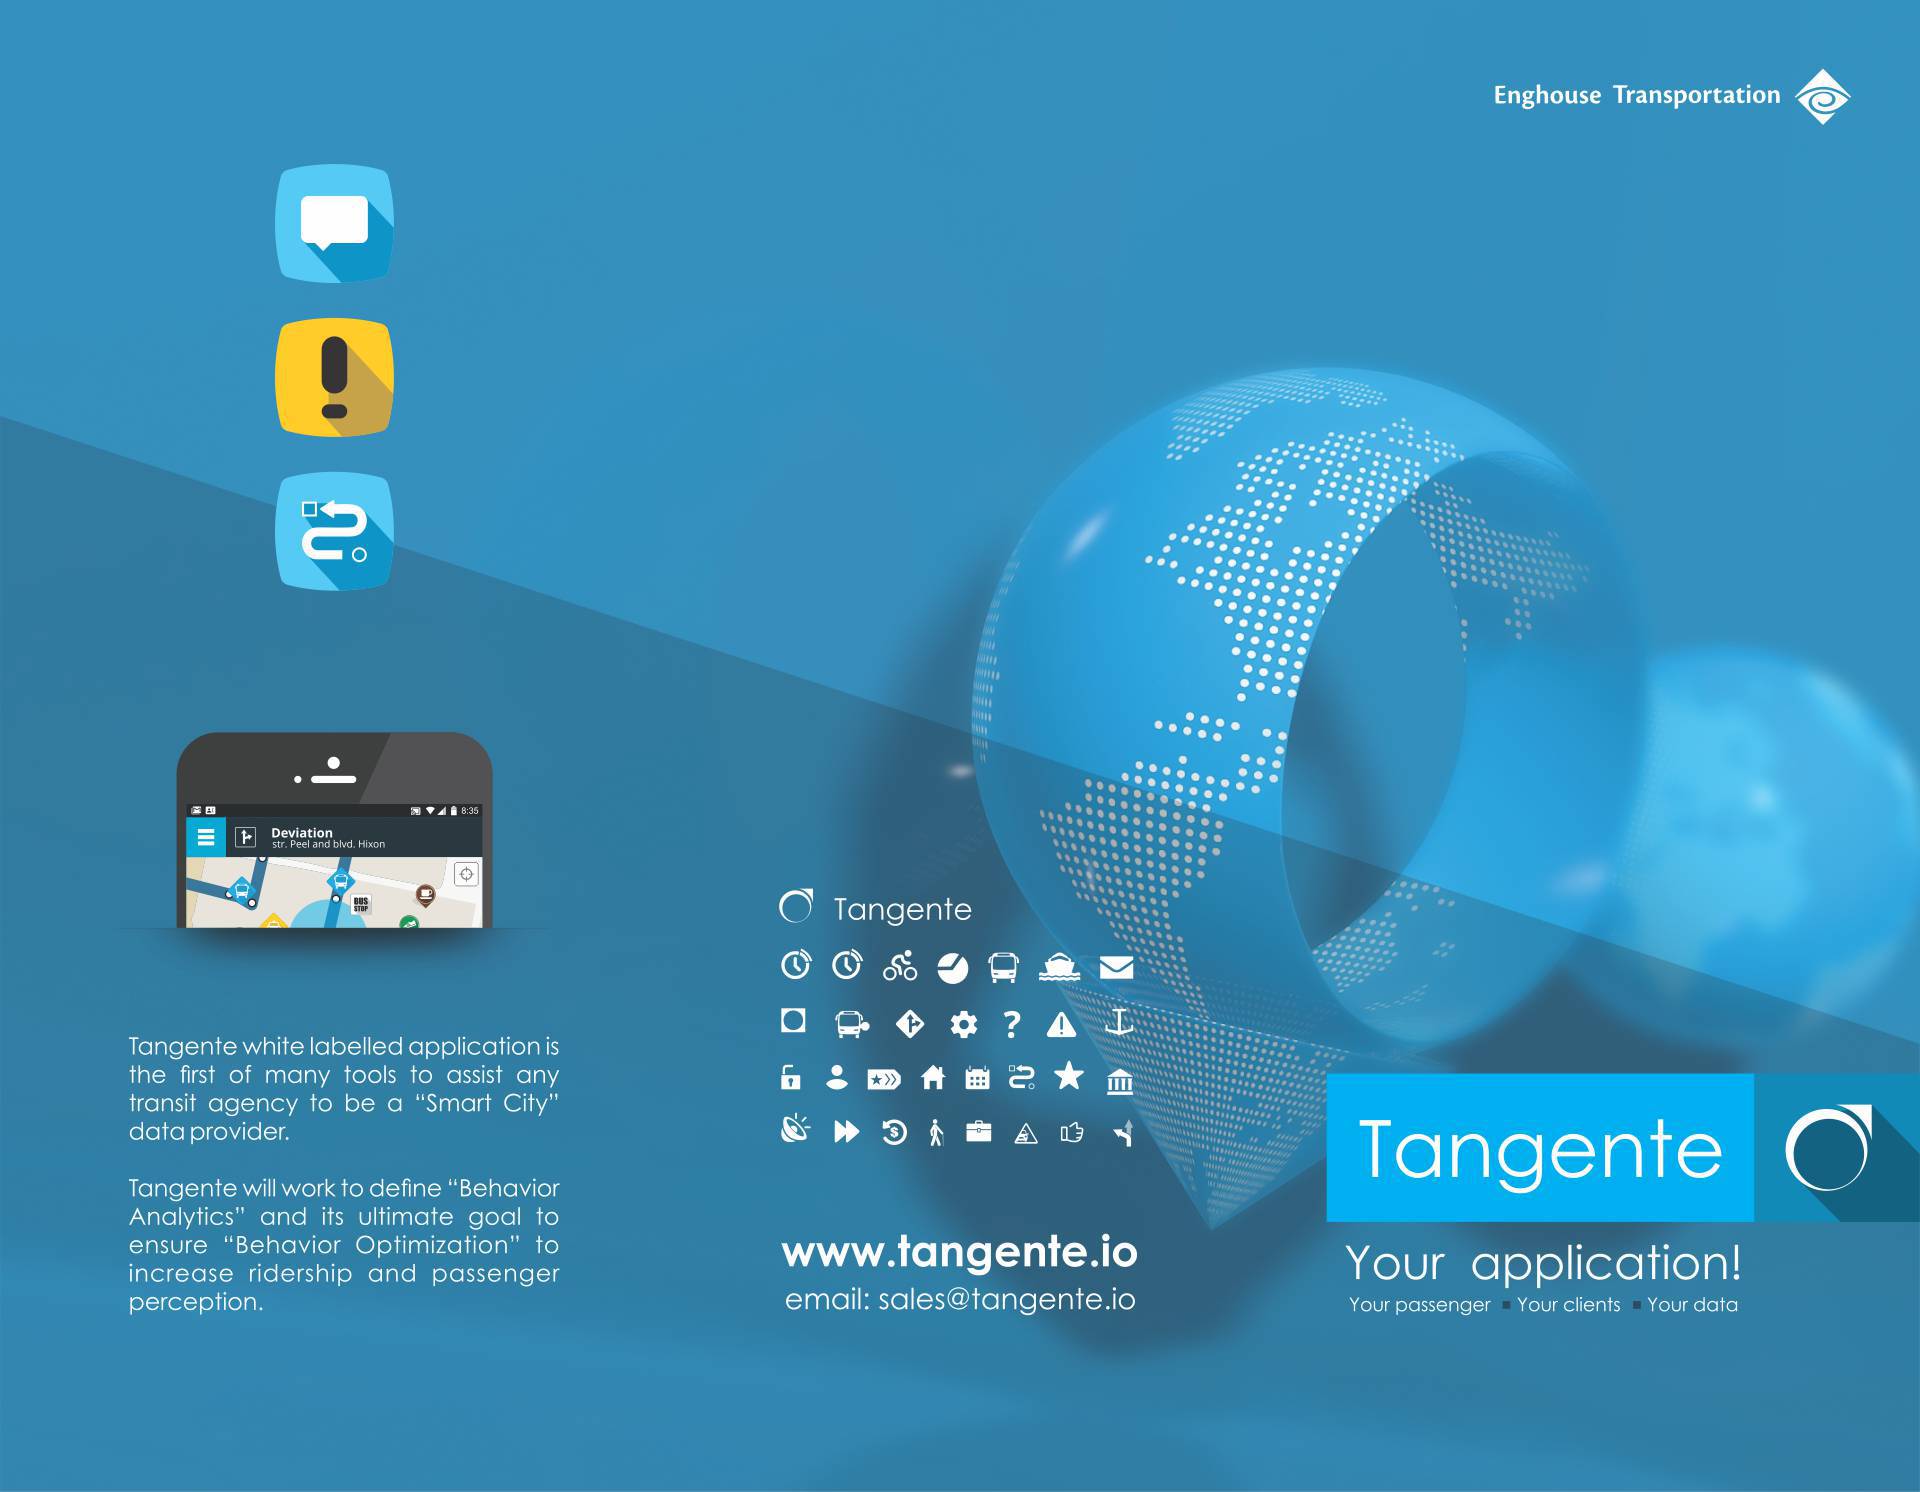 Enghouse Transportation
8:35
Deviation
str. Peel and blvd. Hixon
BUS
STOP
Tangente white labelled application is
the first of many tools to assist any
transit agency to be a “Smart City”
data provider.
Tangente will work to define “Behavior
Analytics” and its ultimate goal to
ensure “Behavior Optimization” to
increase ridership and passenger
perception.
Tangente
www.tangente.io
email: sales@tangente.io
Tangente
Your application!
Your passenger ▪ Your clients ▪ Your data